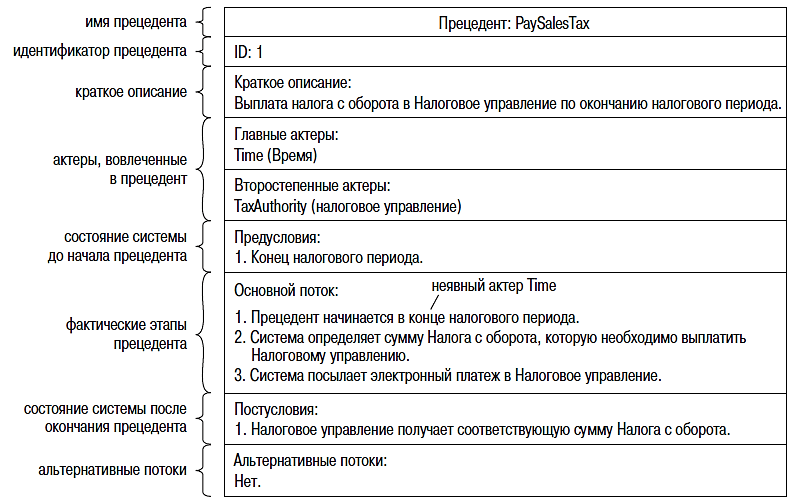 имя прецедента
Прецедент: PaySalesTax
идентификатор прецедента
ID: 1
краткое описание
Краткое описание:
Выплата налога с оборота в Налоговое управление по окончанию налогового периода.
актеры, вовлеченные
в прецедент
Главные актеры:
Time (Время)
Второстепенные актеры:
TaxAuthority (налоговое управление)
состояние системы
до начала прецедента
Предусловия:
1. Конец налогового периода.
фактические этапы
прецедента
Основной поток:
неявный актер Time
1. Прецедент начинается в конце налогового периода.
2. Система определяет сумму Налога с оборота, которую необходимо выплатить
Налоговому управлению.
3. Система посылает электронный платеж в Налоговое управление.
состояние системы после
окончания прецедента
Постусловия:
1. Налоговое управление получает соответствующую сумму Налога с оборота.
альтернативные потоки
Альтернативные потоки:
Нет.